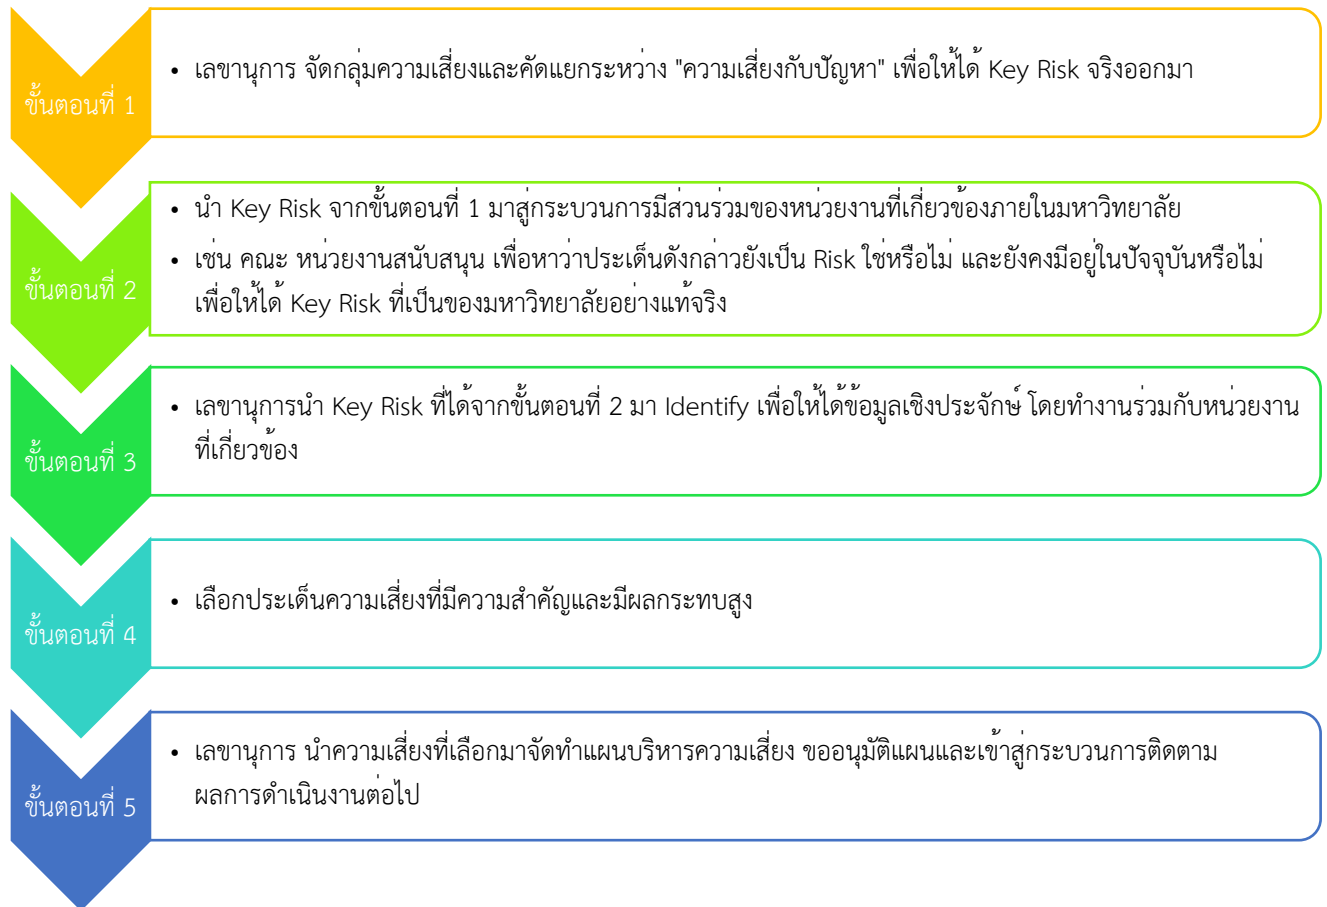 ขั้นตอนที่ 1
• เลขานุการ จัดกลุ่มความเสี่ยงและคัดแยกระหว่าง "ความเสี่ยงกับปัญหา" เพื่อให้ได้ Key Risk จริงออกมา
ขั้นตอนที่ 2
• นำ Key Risk จากขั้นตอนที่ 1 มาสู่กระบวนการมีส่วนร่วมของหน่วยงานที่เกี่ยวข้องภายในมหาวิทยาลัย
• เช่น คณะ หน่วยงานสนับสนุน เพื่อหาว่าประเด็นดังกล่าวยังเป็น Risk ใช่หรือไม่ และยังคงมีอยู่ในปัจจุบันหรือไม่
เพื่อให้ได้ Key Risk ที่เป็นของมหาวิทยาลัยอย่างแท้จริง
ขั้นตอนที่ 3
• เลขานุการนำ Key Risk ที่ได้จากขั้นตอนที่ 2 มา Identify เพื่อให้ได้ข้อมูลเชิงประจักษ์ โดยทำงานร่วมกับหน่วยงาน
ที่เกี่ยวข้อง
ขั้นตอนที่ 4
• เลือกประเด็นความเสี่ยงที่มีความสำคัญและมีผลกระทบสูง
ขั้นตอนที่ 5
• เลขานุการ นำความเสี่ยงที่เลือกมาจัดทำแผนบริหารความเสี่ยง ขออนุมัติแผนและเข้าสู่กระบวนการติดตาม
ผลการดำเนินงานต่อไป